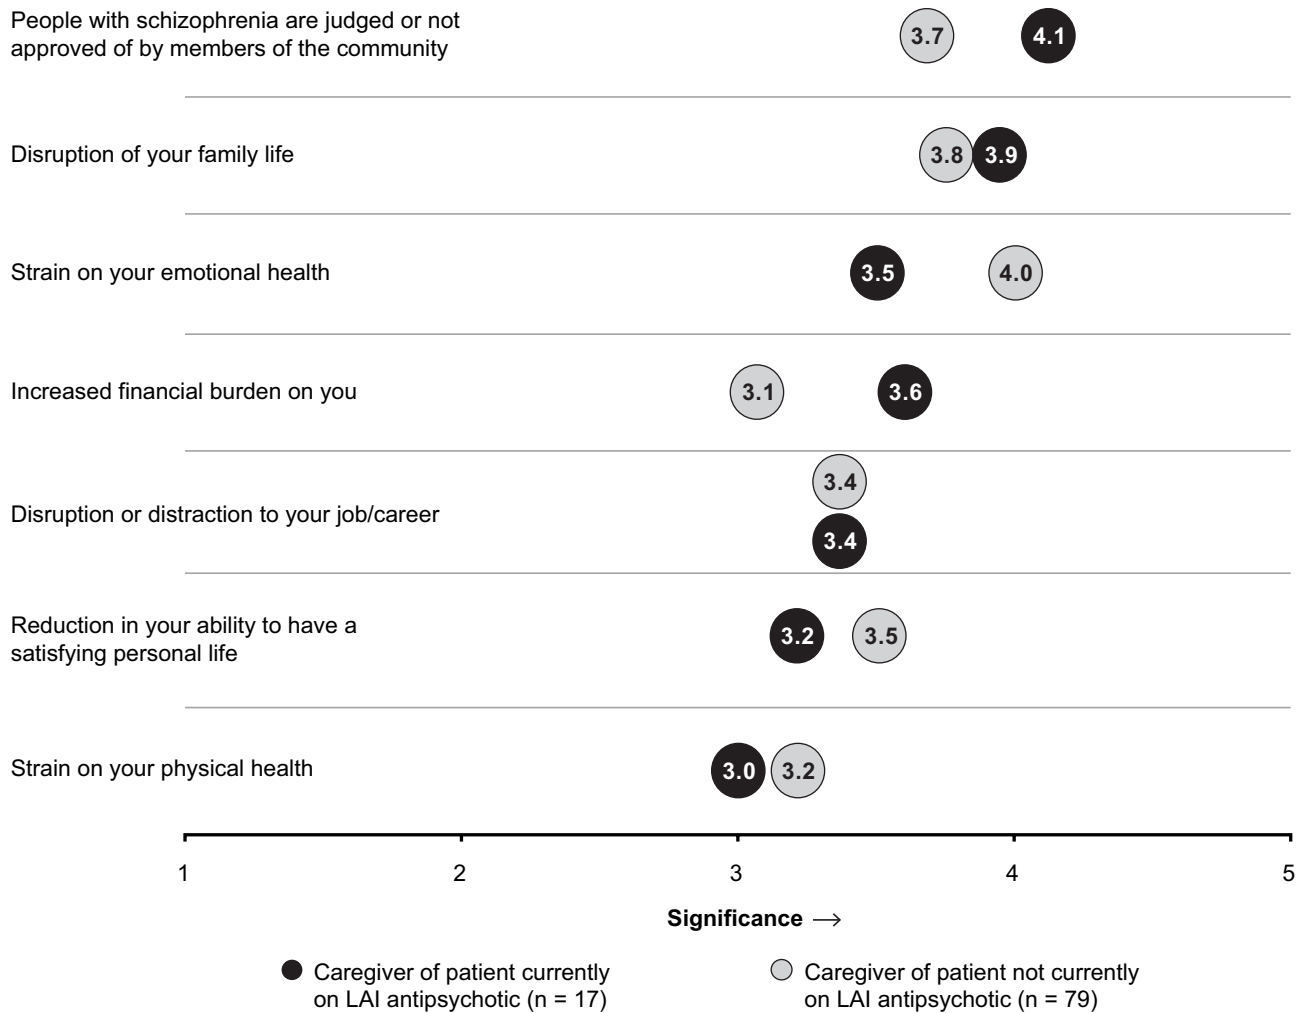 People with schizophrenia are judged or not
approved of by members of the community
3.7
4.1
Disruption of your family life
3.8
3.9
Strain on your emotional health
3.5
4.0
Increased financial burden on you
3.1
3.6
3.4
Disruption or distraction to your job/career
3.4
Reduction in your ability to have a
satisfying personal life
3.2
3.5
Strain on your physical health
3.0
3.2
1 2 3 4 5
Significance →
Caregiver of patient currently
on LAI antipsychotic (n = 17)
Caregiver of patient not currently
on LAI antipsychotic (n = 79)